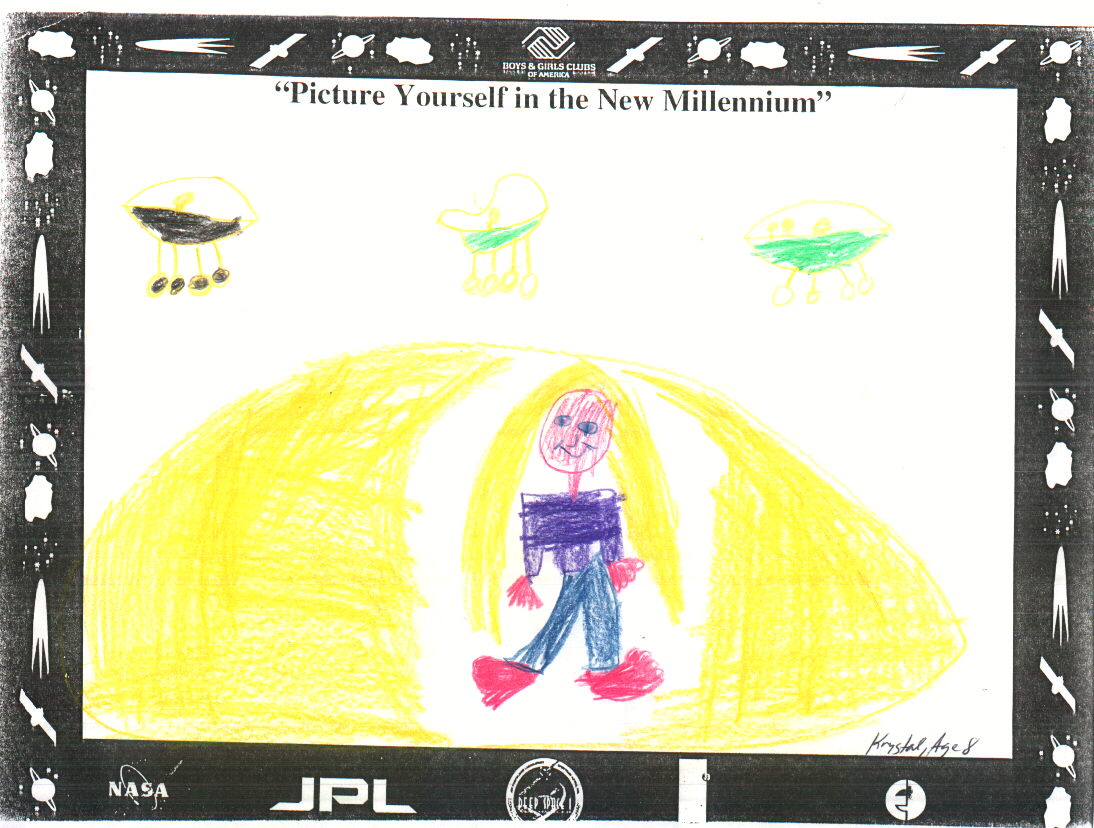 BOYS & GIRLS CLUBS
OF AMERICA
“Picture Yourself in the New Millennium”
Krystal, Age 8
NASA
JPL
DEEP SPACE 1